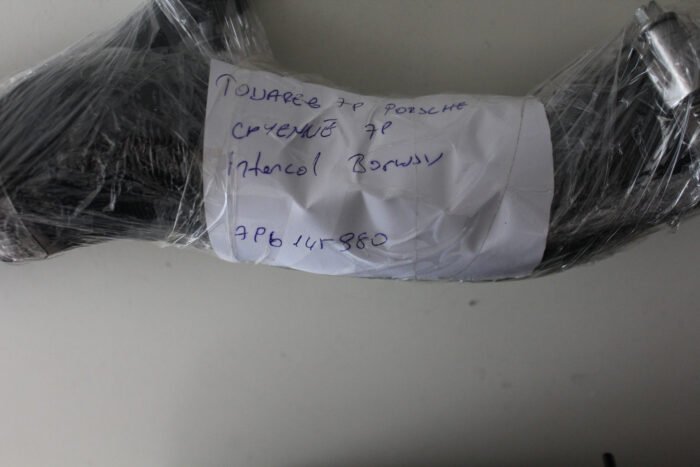 TOUAREG 7P PORSCHE
CAYENNE 7P
intercol Borusu
7P6 145 980